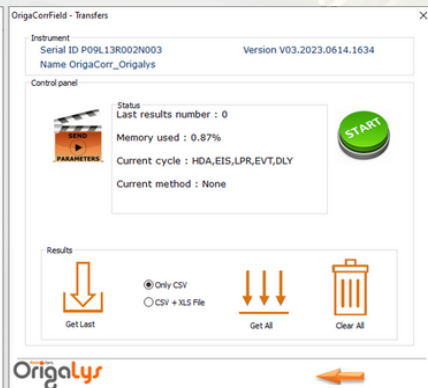 OrigaCorrField - Transfers
Instrument
Serial ID P09L13R002N003 Version V03.2023.0614.1634
Name OrigaCorr_Origalys
Control panel
SEND
PARAMETERS
Status
Last results number : 0
Memory used : 0.87%
Current cycle : HDA,EIS,LPR,EVT,DLY
Current method : None
START
Results
Only CSV
CSV + XLS File
Get Last
Get All
Clear All
Origalys